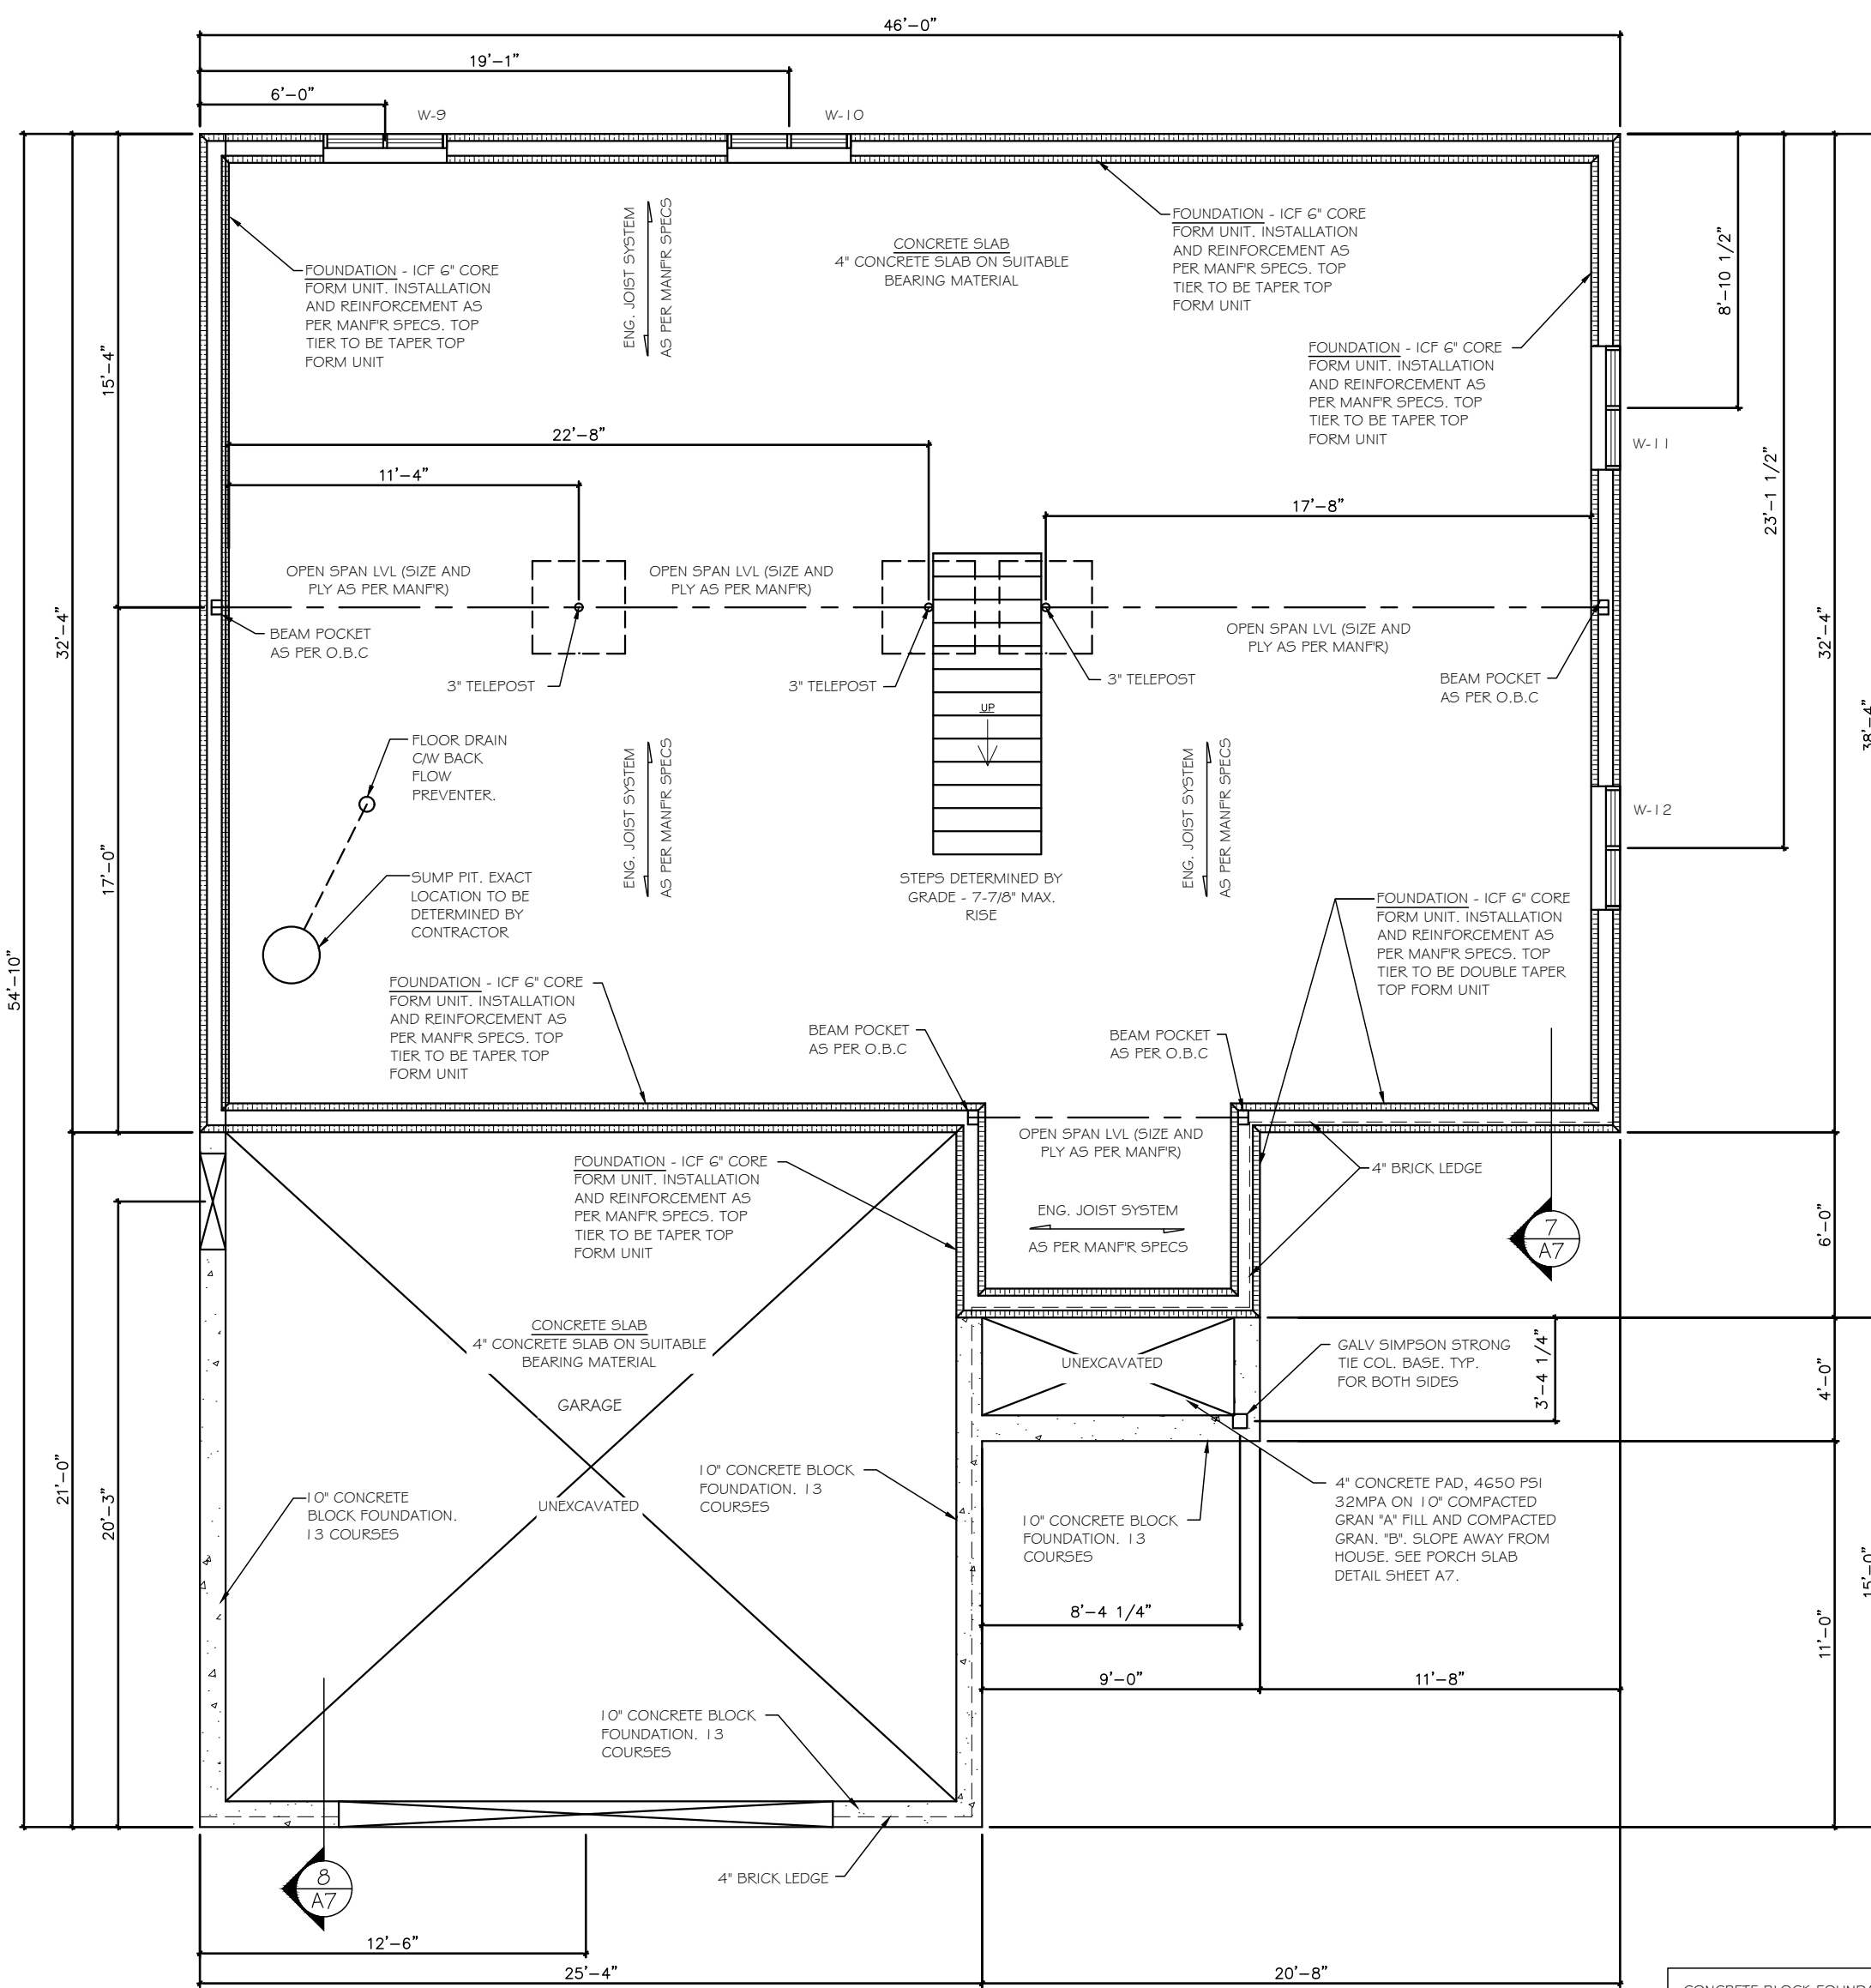 46'-0"
19'-1"
6'-0"
W-9
W-10
FOUNDATION - ICF 6" CORE
FORM UNIT. INSTALLATION
AND REINFORCEMENT AS
PER MANF'R SPECS. TOP
TIER TO BE TAPER TOP
FORM UNIT
ENG. JOIST SYSTEM
AS PER MANF'R SPECS
CONCRETE SLAB
4" CONCRETE SLAB ON SUITABLE
BEARING MATERIAL
FOUNDATION - ICF 6" CORE
FORM UNIT. INSTALLATION
AND REINFORCEMENT AS
PER MANF'R SPECS. TOP
TIER TO BE TAPER TOP
FORM UNIT
FOUNDATION - ICF 6" CORE
FORM UNIT. INSTALLATION
AND REINFORCEMENT AS
PER MANF'R SPECS. TOP
TIER TO BE TAPER TOP
FORM UNIT
8'-10 1/2"
W-11
23'-1 1/2"
15'-4"
22'-8"
11'-4"
17'-8"
OPEN SPAN LVL (SIZE AND
PLY AS PER MANF'R)
OPEN SPAN LVL (SIZE AND
PLY AS PER MANF'R)
OPEN SPAN LVL (SIZE AND
PLY AS PER MANF'R)
BEAM POCKET
AS PER O.B.C
3" TELEPOST
3" TELEPOST
3" TELEPOST
BEAM POCKET
AS PER O.B.C
32'-4"
32'-4"
38'-4"
UP
FLOOR DRAIN
C/W BACK
FLOW
PREVENTER.
ENG. JOIST SYSTEM
AS PER MANF'R SPECS
ENG. JOIST SYSTEM
AS PER MANF'R SPECS
W-12
17'-0"
SUMP PIT. EXACT
LOCATION TO BE
DETERMINED BY
CONTRACTOR
STEPS DETERMINED BY
GRADE - 7-7/8" MAX.
RISE
FOUNDATION - ICF 6" CORE
FORM UNIT. INSTALLATION
AND REINFORCEMENT AS
PER MANF'R SPECS. TOP
TIER TO BE DOUBLE TAPER
TOP FORM UNIT
54'-10"
FOUNDATION - ICF 6" CORE
FORM UNIT. INSTALLATION
AND REINFORCEMENT AS
PER MANF'R SPECS. TOP
TIER TO BE TAPER TOP
FORM UNIT
BEAM POCKET
AS PER O.B.C
BEAM POCKET
AS PER O.B.C
OPEN SPAN LVL (SIZE AND
PLY AS PER MANF'R)
4" BRICK LEDGE
FOUNDATION - ICF 6" CORE
FORM UNIT. INSTALLATION
AND REINFORCEMENT AS
PER MANF'R SPECS. TOP
TIER TO BE TAPER TOP
FORM UNIT
ENG. JOIST SYSTEM
AS PER MANF'R SPECS
7
A7
6'-0"
CONCRETE SLAB
4" CONCRETE SLAB ON SUITABLE
BEARING MATERIAL
GARAGE
UNEXCAVATED
UNEXCAVATED
GALV SIMPSON STRONG
TIE COL. BASE. TYP.
FOR BOTH SIDES
3'-4 1/4"
4'-0"
21'-0"
20'-3"
10" CONCRETE
BLOCK FOUNDATION.
13 COURSES
10" CONCRETE BLOCK
FOUNDATION. 13
COURSES
10" CONCRETE BLOCK
FOUNDATION. 13
COURSES
4" CONCRETE PAD, 4650 PSI
32MPA ON 10" COMPACTED
GRAN "A" FILL AND COMPACTED
GRAN. "B". SLOPE AWAY FROM
HOUSE. SEE PORCH SLAB
DETAIL SHEET A7.
15'-0"
11'-0"
8'-4 1/4"
9'-0"
11'-8"
10" CONCRETE BLOCK
FOUNDATION. 13
COURSES
4" BRICK LEDGE
8
A7
12'-6"
25'-4"
20'-8"